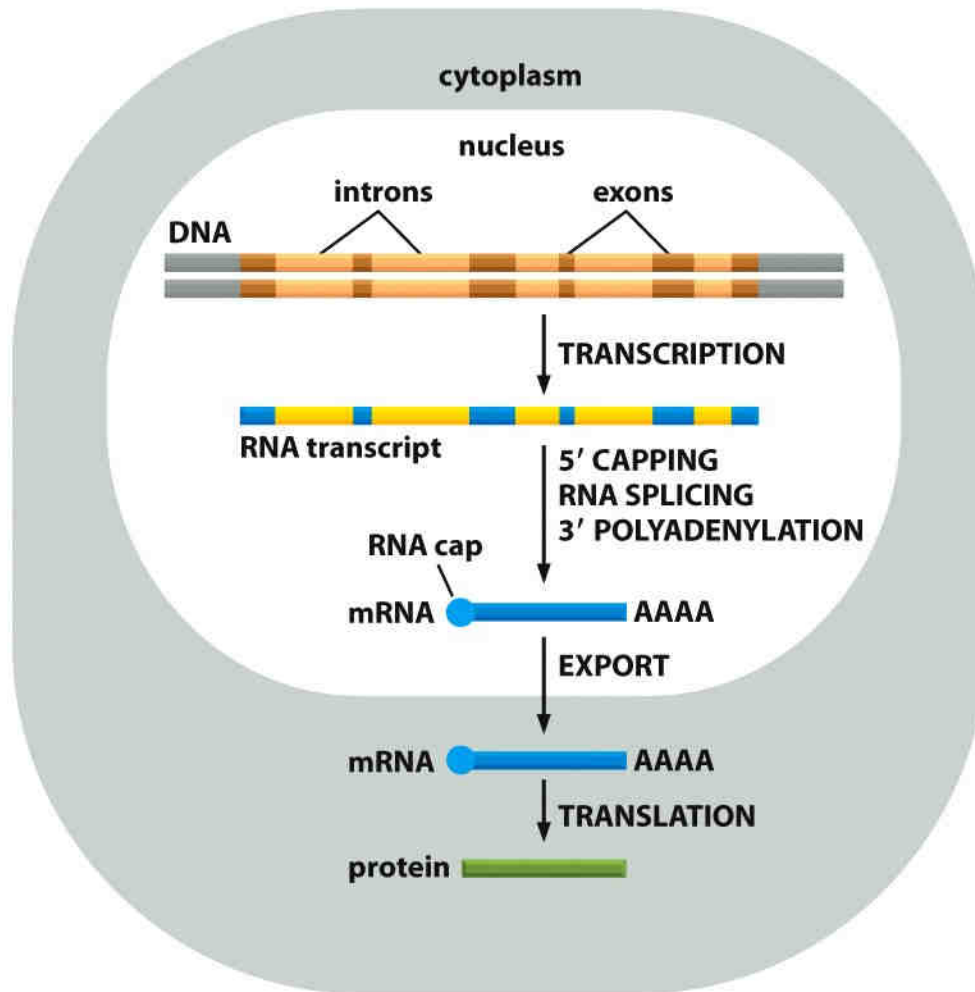 cytoplasm
nucleus
introns exons
DNA
TRANSCRIPTION
RNA transcript
5′ CAPPING
RNA SPLICING
3′ POLYADENYLATION
RNA cap
mRNA AAAA
EXPORT
mRNA AAAA
TRANSLATION
protein